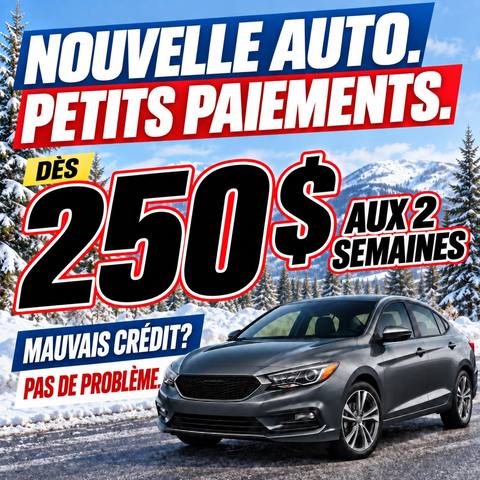 NOUVELLE AUTO.
PETITS PAIEMENTS.
DÈS
250$
AUX 2
SEMAINES
MAUVAIS CRÉDIT?
PAS DE PROBLÈME.